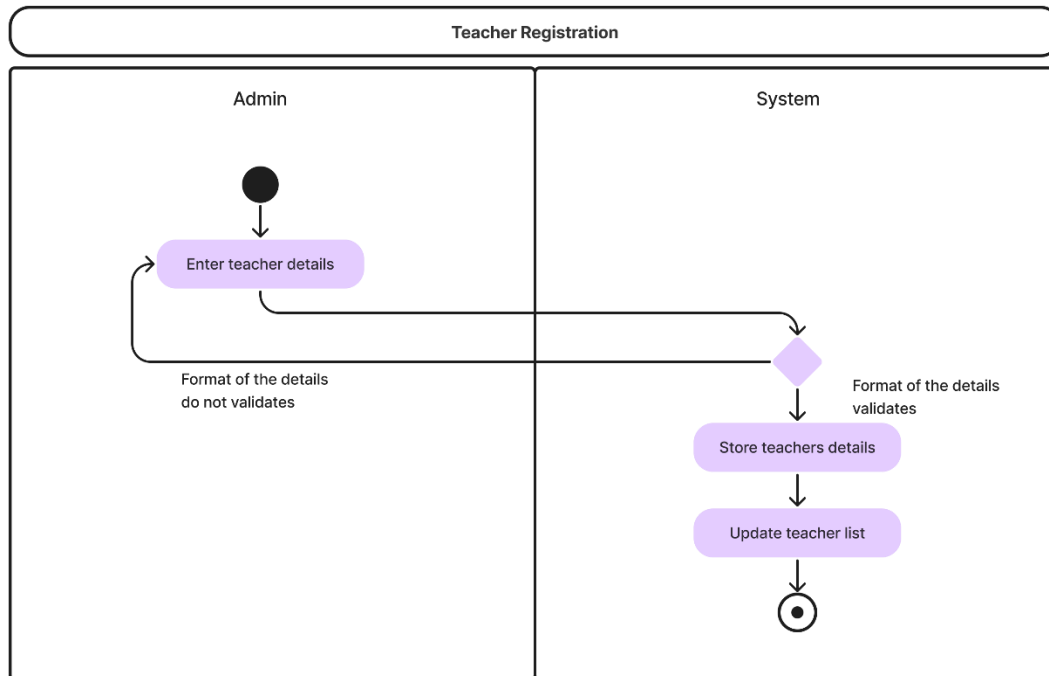 Teacher Registration
Admin
System
Enter teacher details
Format of the details
do not validates
Format of the details
validates
Store teachers details
Update teacher list